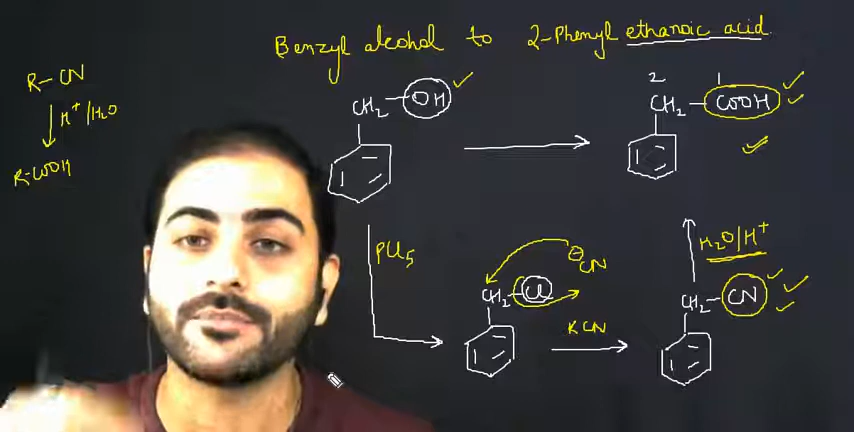 Benzyl alcohol to 2-Phenyl ethanoic acid.
R-CN
H⁺/H₂O
R-COOH
CH₂-OH
2 1
CH₂-COOH
PCl₅
H₂O/H⁺
⊖CN
CH₂-Cl
KCN
CH₂-CN